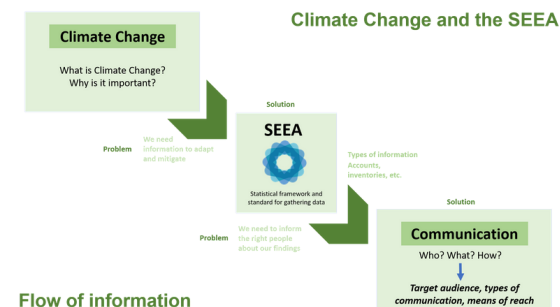 Climate Change and the SEEA
Climate Change
What is Climate Change?
Why is it important?
Problem
We need
information to adapt
and mitigate
Solution
SEEA
Statistical framework and
standard for gathering data
Types of information
Accounts,
inventories, etc.
Problem
We need to inform
the right people
about our findings
Solution
Communication
Who? What? How?
Target audience, types of
communication, means of reach
Flow of information